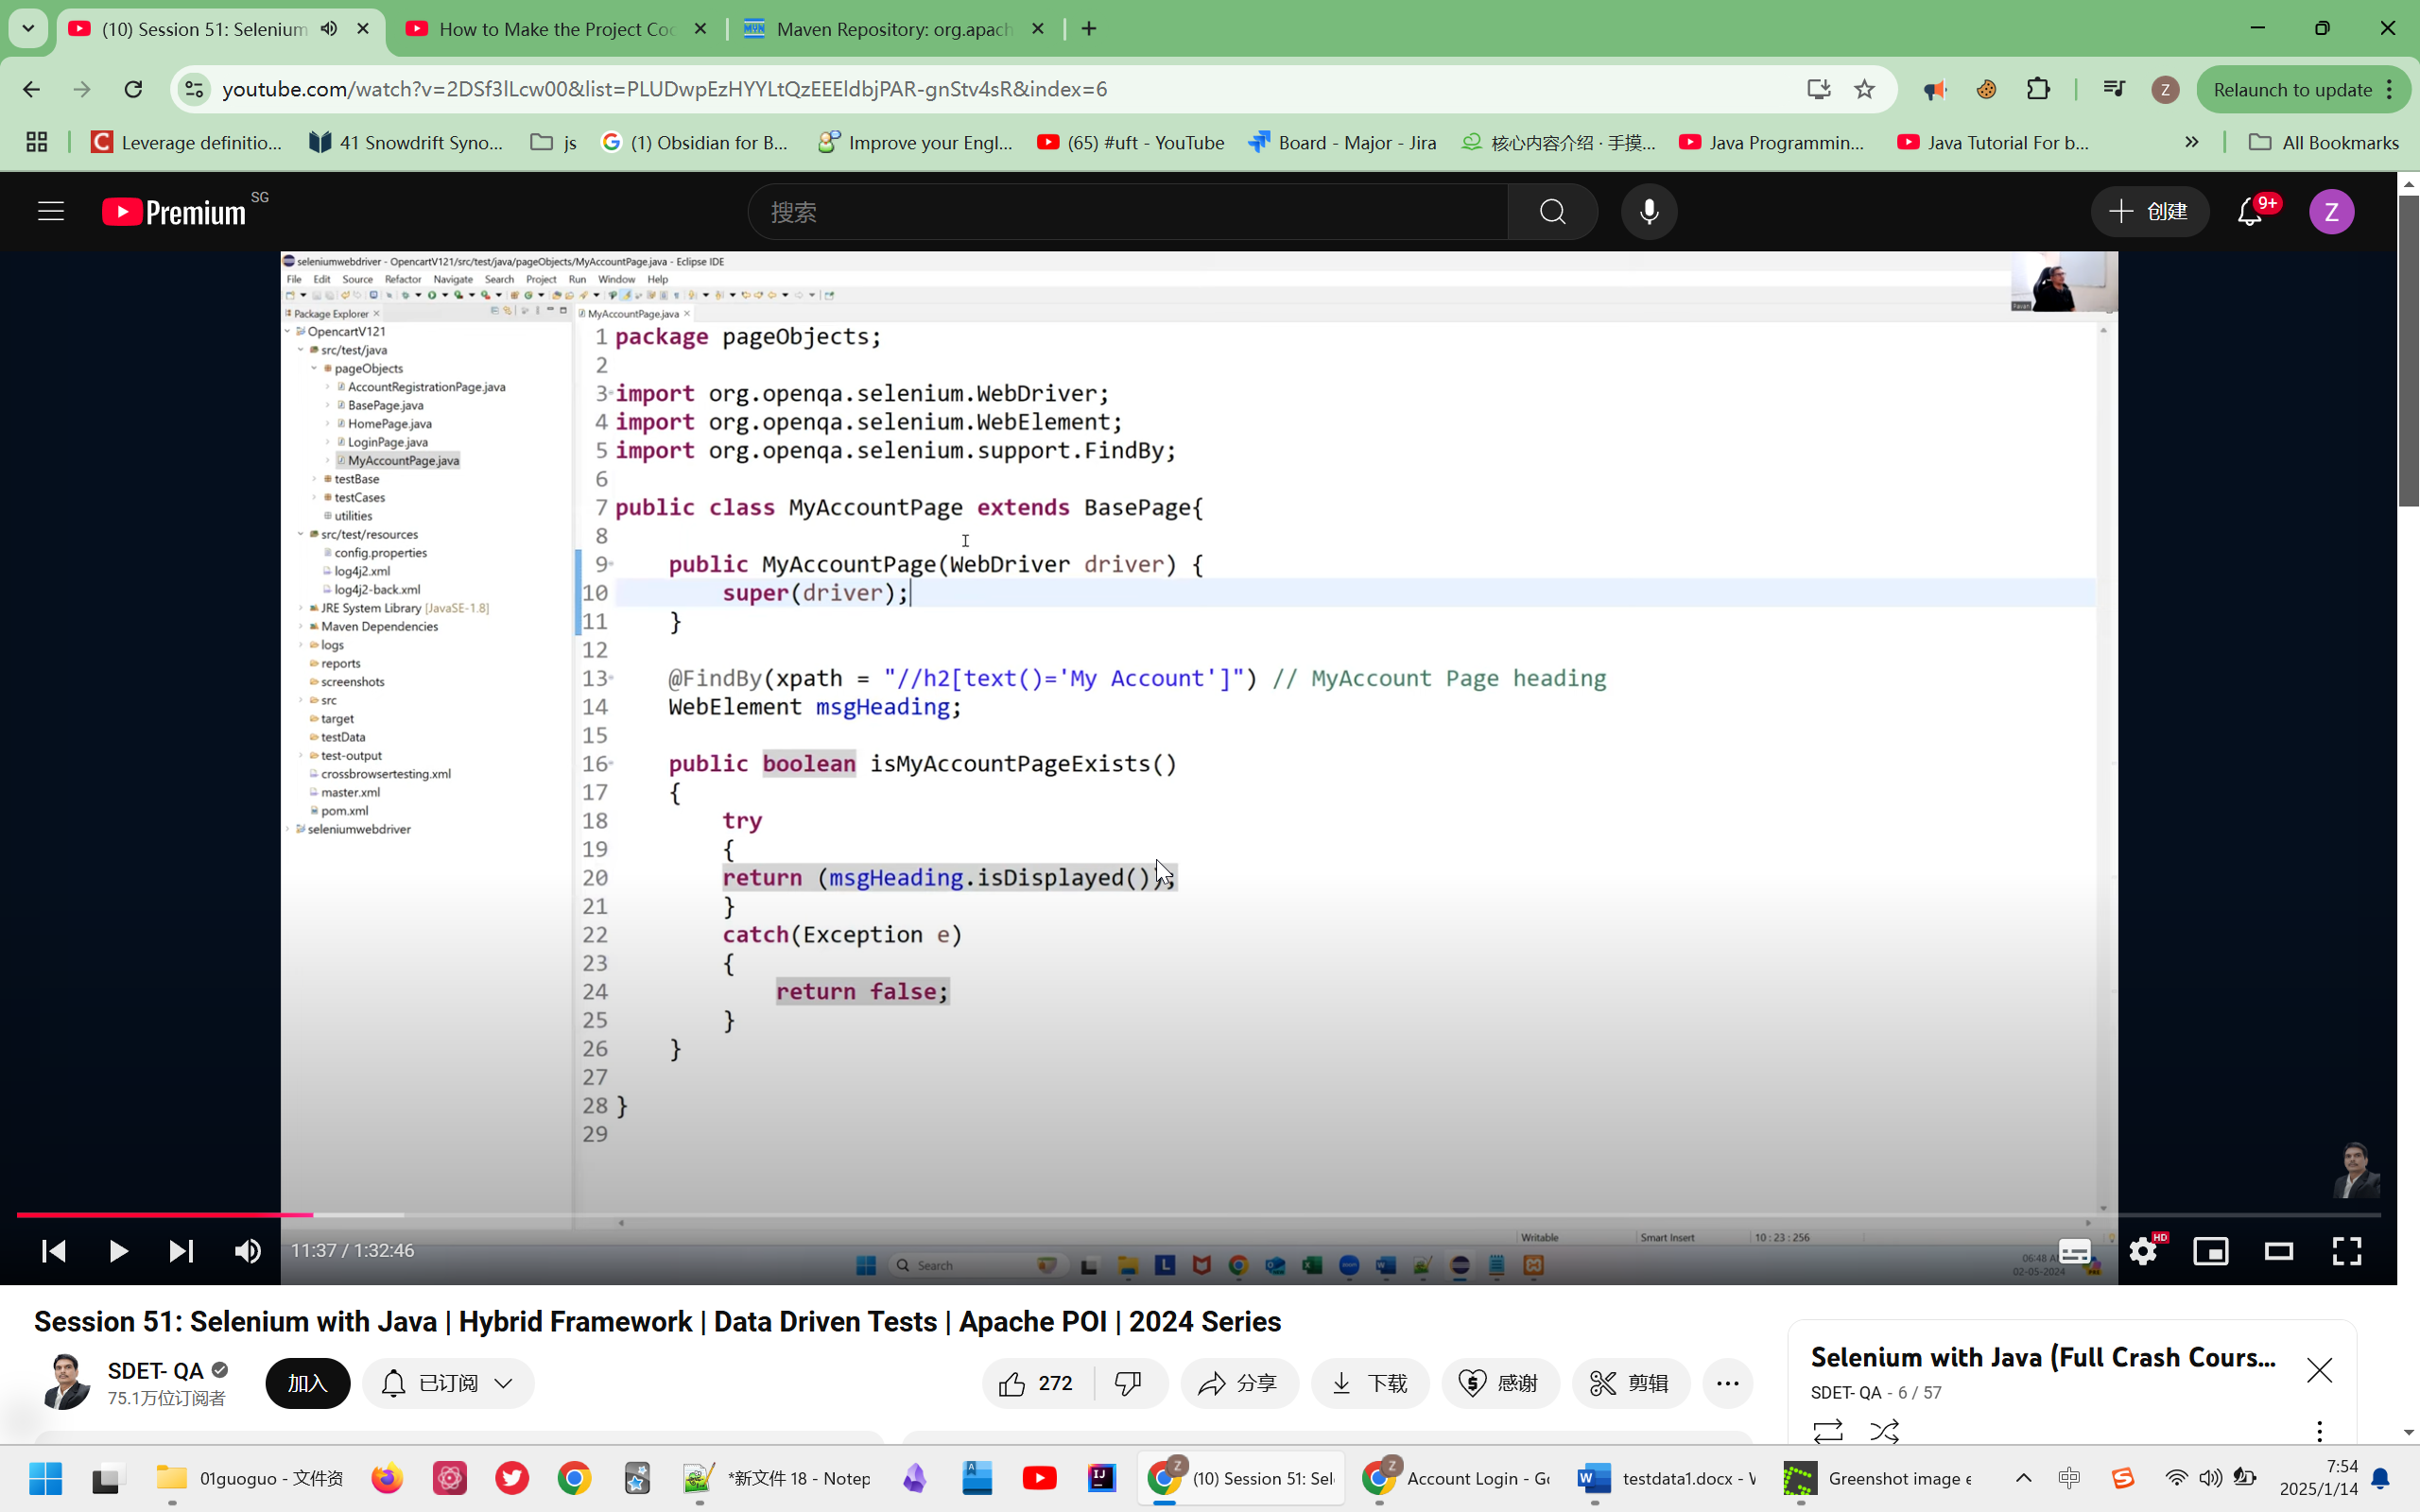 (10) Session 51: Selenium
How to Make the Project Co
Maven Repository: org.apach
youtube.com/watch?v=2DSf3lLcw00&list=PLUDwpEzHYYLtQzEEEldbjPAR-gnStv4sR&index=6
Z
Relaunch to update
Leverage definitio...
41 Snowdrift Syno...
js
(1) Obsidian for B...
Improve your Engl...
(65) #uft - YouTube
Board - Major - Jira
核心内容介绍 · 手摸...
Java Programmin...
Java Tutorial For b...
All Bookmarks
Premium SG
搜索
创建
9+
Z
seleniumwebdriver - OpencartV121/src/test/java/pageObjects/MyAccountPage.java - Eclipse IDE
File Edit Source Refactor Navigate Search Project Run Window Help
Package Explorer
OpencartV121
src/test/java
pageObjects
AccountRegistrationPage.java
BasePage.java
HomePage.java
LoginPage.java
MyAccountPage.java
testBase
testCases
utilities
src/test/resources
config.properties
log4j2.xml
log4j2-back.xml
JRE System Library [JavaSE-1.8]
Maven Dependencies
logs
reports
screenshots
src
target
testData
test-output
crossbrowsertesting.xml
master.xml
pom.xml
seleniumwebdriver
MyAccountPage.java
Pavan
1 package pageObjects;
2
3 import org.openqa.selenium.WebDriver;
4 import org.openqa.selenium.WebElement;
5 import org.openqa.selenium.support.FindBy;
6
7 public class MyAccountPage extends BasePage{
8
9 public MyAccountPage(WebDriver driver) {
10 super(driver);
11 }
12
13 @FindBy(xpath = "//h2[text()='My Account']") // MyAccount Page heading
14 WebElement msgHeading;
15
16 public boolean isMyAccountPageExists()
17 {
18 try
19 {
20 return (msgHeading.isDisplayed());
21 }
22 catch(Exception e)
23 {
24 return false;
25 }
26 }
27
28 }
29
Writable
Smart Insert
10 : 23 : 256
Search
02-05-2024
11:37 / 1:32:46
HD
Session 51: Selenium with Java | Hybrid Framework | Data Driven Tests | Apache POI | 2024 Series
SDET- QA
75.1万位订阅者
加入
已订阅
272
分享
下载
感谢
剪辑
Selenium with Java (Full Crash Cours...
SDET- QA - 6 / 57
01guoguo - 文件资
*新文件 18 - Notep
(10) Session 51: Sel
Account Login - Go
testdata1.docx - W
Greenshot image e
7:54
2025/1/14